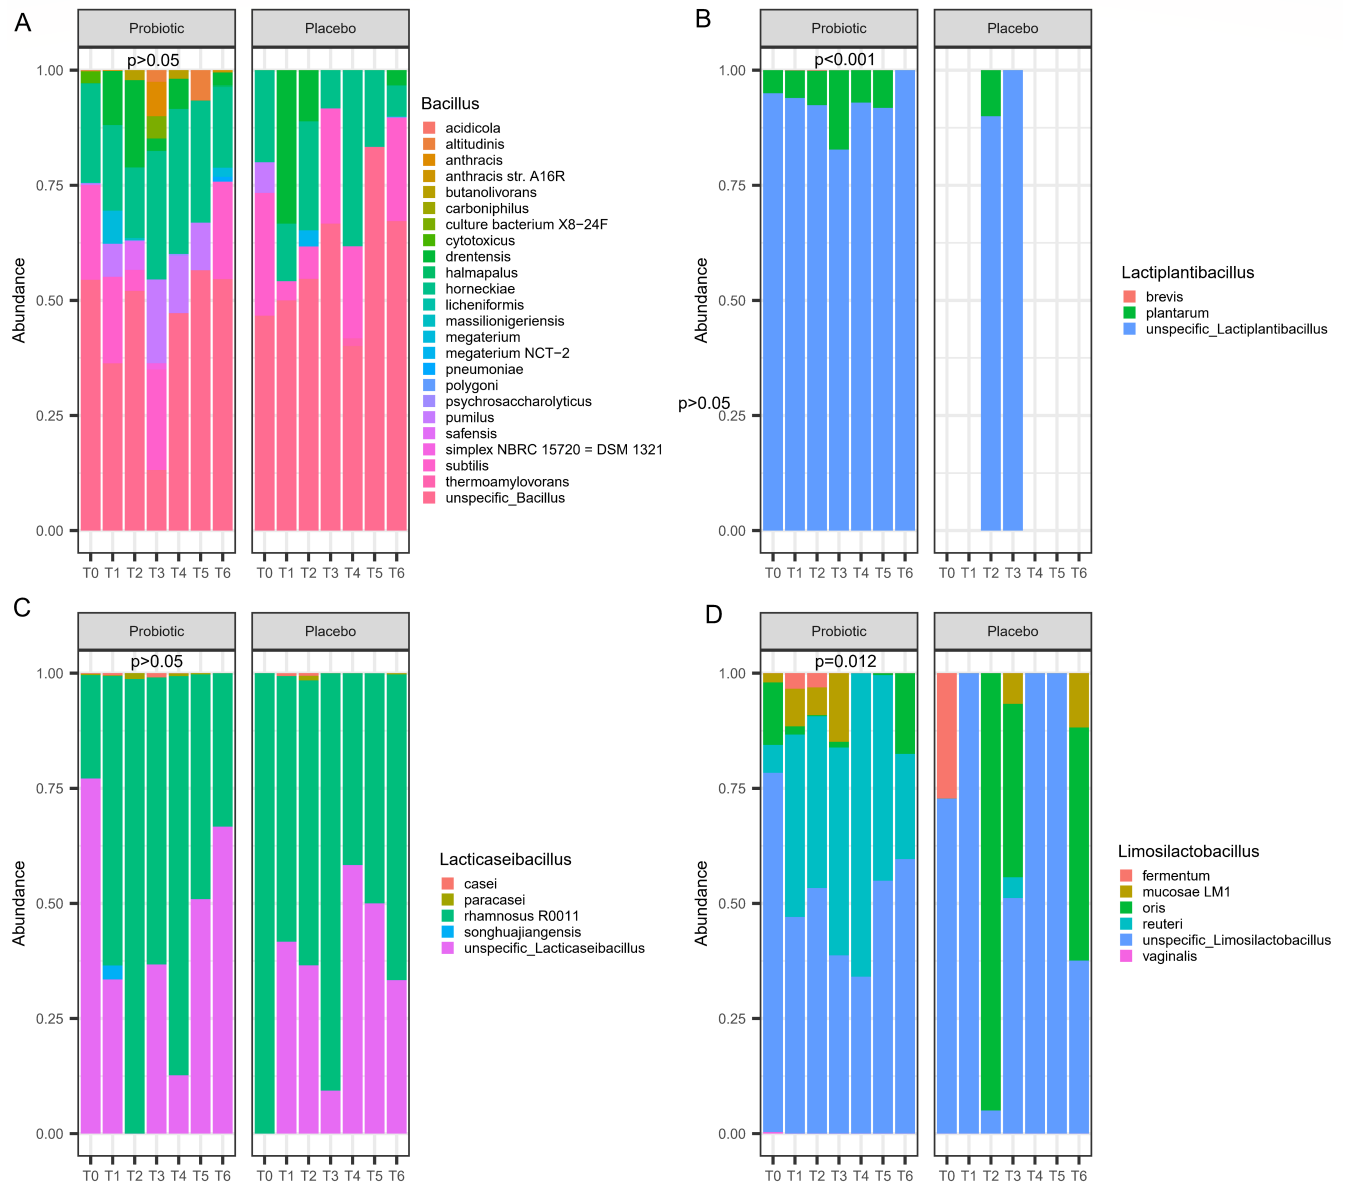 A
Probiotic
Placebo
p>0.05
1.00
0.75
0.50
0.25
0.00
Abundance
T0 T1 T2 T3 T4 T5 T6
T0 T1 T2 T3 T4 T5 T6
Bacillus
acidicola
altitudinis
anthracis
anthracis str. A16R
butanolivorans
carboniphilus
culture bacterium X8−24F
cytotoxicus
drentensis
halmapalus
horneckiae
licheniformis
massilionigeriensis
megaterium
megaterium NCT−2
pneumoniae
polygoni
psychrosaccharolyticus
pumilus
safensis
simplex NBRC 15720 = DSM 1321
subtilis
thermoamylovorans
unspecific_Bacillus
B
Probiotic
Placebo
p<0.001
1.00
0.75
0.50
p>0.05
0.25
0.00
Abundance
T0 T1 T2 T3 T4 T5 T6
T0 T1 T2 T3 T4 T5 T6
Lactiplantibacillus
brevis
plantarum
unspecific_Lactiplantibacillus
C
Probiotic
Placebo
p>0.05
1.00
0.75
0.50
0.25
0.00
Abundance
T0 T1 T2 T3 T4 T5 T6
T0 T1 T2 T3 T4 T5 T6
Lacticaseibacillus
casei
paracasei
rhamnosus R0011
songhuajiangensis
unspecific_Lacticaseibacillus
D
Probiotic
Placebo
p=0.012
1.00
0.75
0.50
0.25
0.00
Abundance
T0 T1 T2 T3 T4 T5 T6
T0 T1 T2 T3 T4 T5 T6
Limosilactobacillus
fermentum
mucosae LM1
oris
reuteri
unspecific_Limosilactobacillus
vaginalis